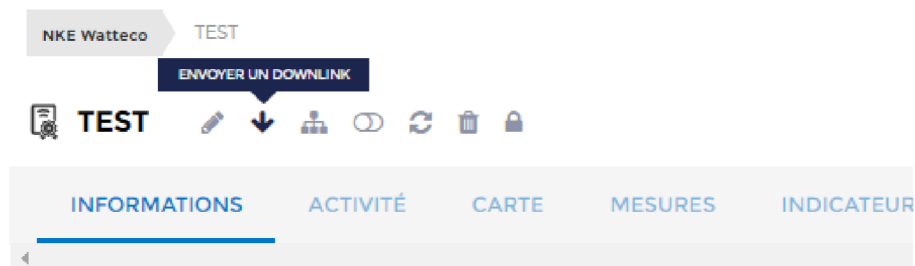 NKE Watteco TEST
ENVOYER UN DOWNLINK
TEST
INFORMATIONS ACTIVITÉ CARTE MESURES INDICATEUR